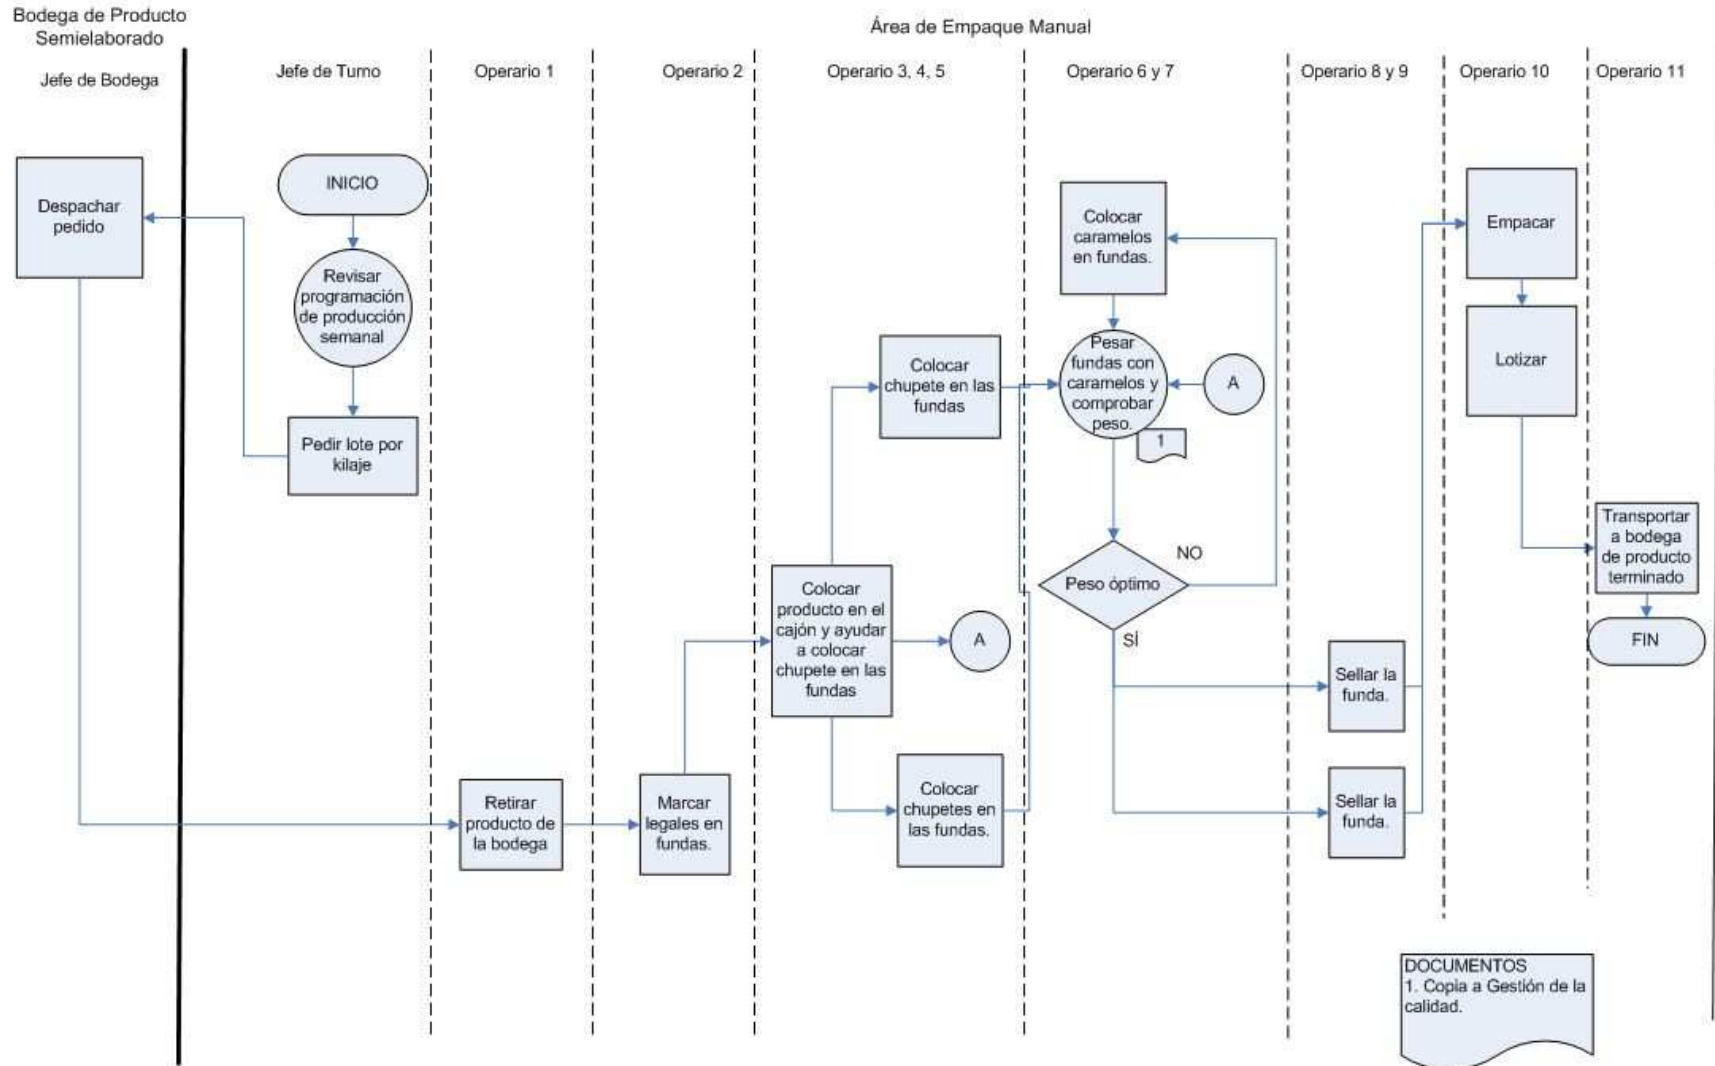 Bodega de Producto
Semielaborado
Área de Empaque Manual
Jefe de Bodega
Jefe de Turno
Operario 1
Operario 2
Operario 3, 4, 5
Operario 6 y 7
Operario 8 y 9
Operario 10
Operario 11
Despachar
pedido
INICIO
Revisar
programación
de producción
semanal
Pedir lote por
kilaje
Retirar
producto de
la bodega
Marcar
legales en
fundas.
Colocar
chupete en las
fundas
Colocar
producto en el
cajón y ayudar
a colocar
chupete en las
fundas
A
Colocar
chupetes en
las fundas.
Colocar
caramelos
en fundas.
Pesar
fundas con
caramelos y
comprobar
peso.
A
1
Peso óptimo
NO
SÍ
Sellar la
funda.
Sellar la
funda.
Empacar
Lotizar
Transportar
a bodega
de producto
terminado
FIN
DOCUMENTOS
1. Copia a Gestión de la
calidad.